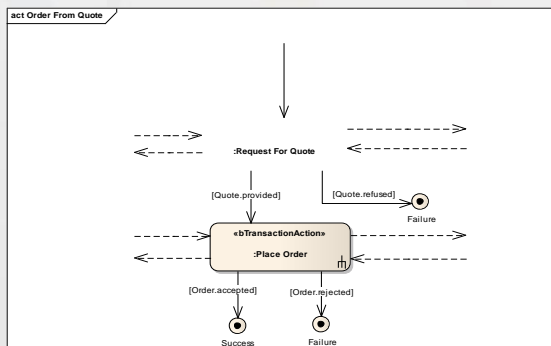 act Order From Quote
:Request For Quote
[Quote.provided]
[Quote.refused]
Failure
«bTransactionAction»
:Place Order
[Order.accepted]
[Order.rejected]
Success
Failure